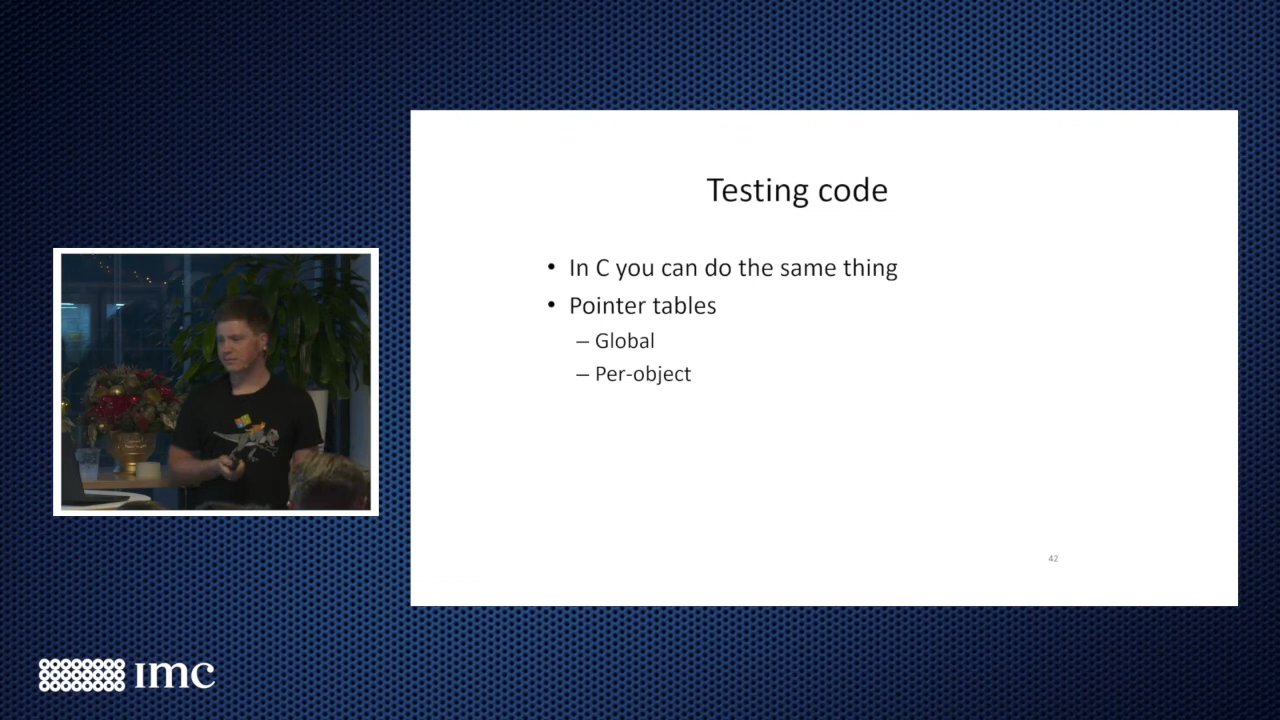 Testing code
• In C you can do the same thing
• Pointer tables
– Global
– Per-object
42
imc